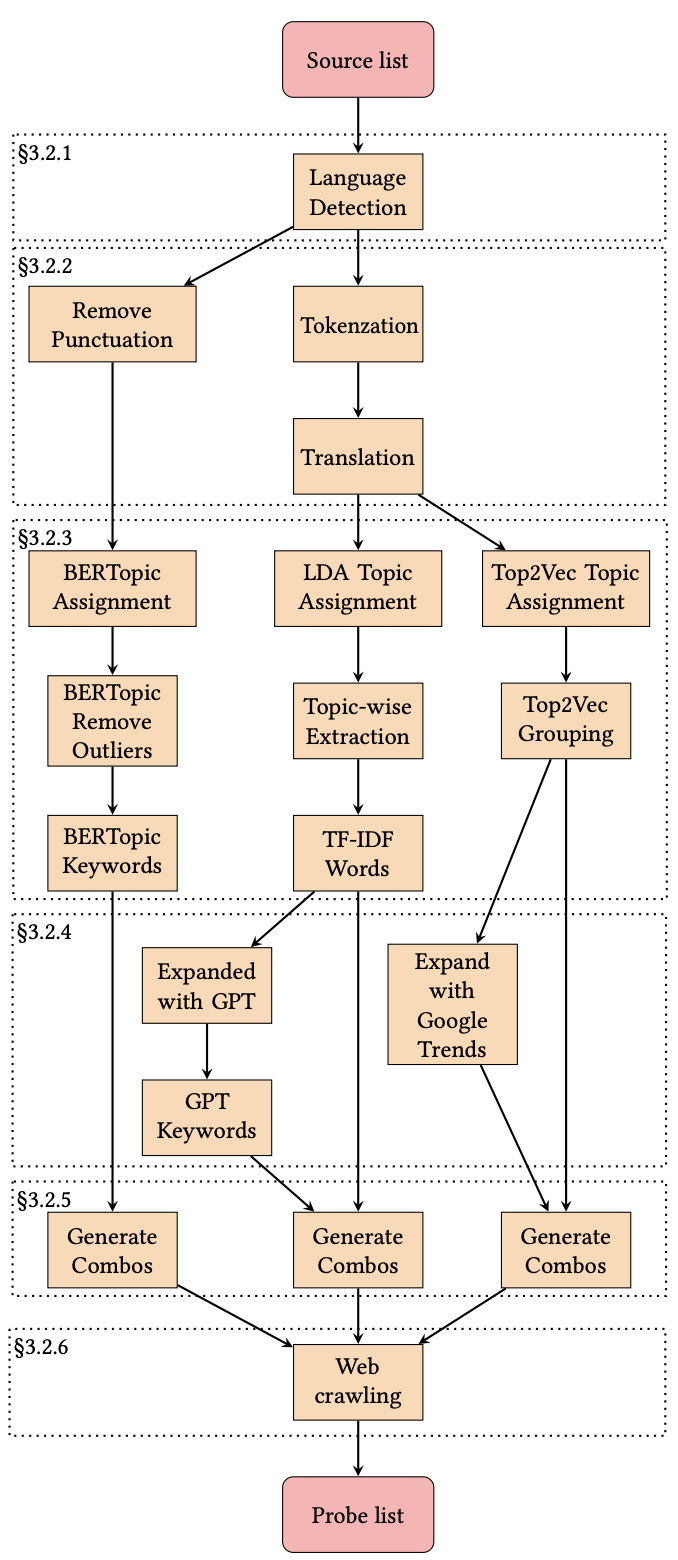 Source list
§3.2.1
Language
Detection
§3.2.2
Remove
Punctuation
Tokenzation
Translation
§3.2.3
BERTopic
Assignment
LDA Topic
Assignment
Top2Vec Topic
Assignment
BERTopic
Remove
Outliers
Topic-wise
Extraction
Top2Vec
Grouping
BERTopic
Keywords
TF-IDF
Words
§3.2.4
Expanded
with GPT
Expand
with
Google
Trends
GPT
Keywords
§3.2.5
Generate
Combos
Generate
Combos
Generate
Combos
§3.2.6
Web
crawling
Probe list